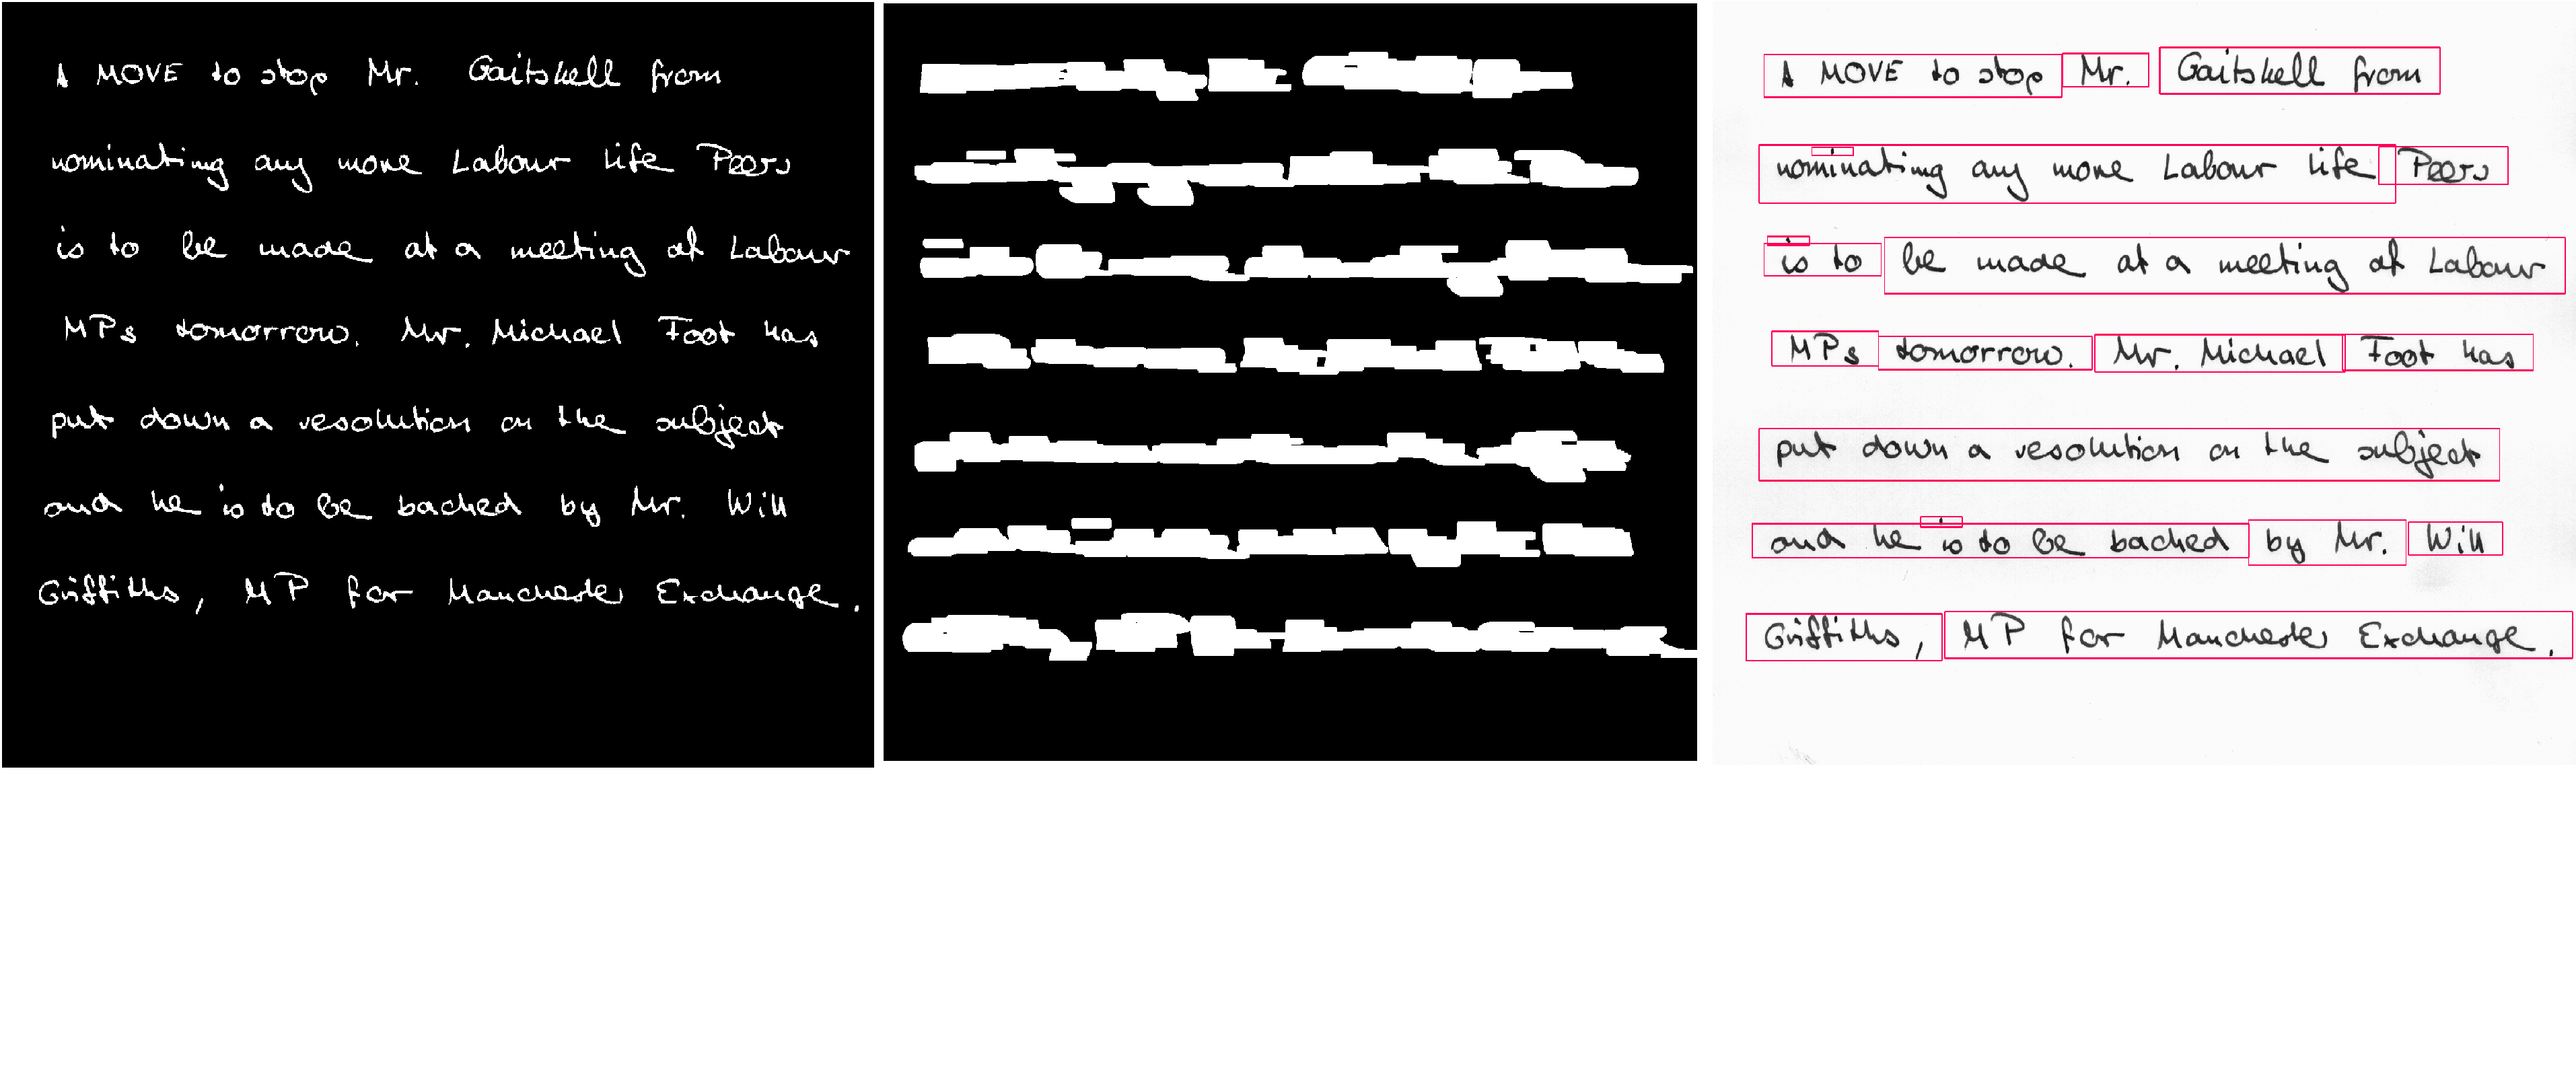 A MOVE to stop Mr. Gaitskell from
nominating any more Labour life Peers
is to be made at a meeting of Labour
MPs tomorrow. Mr. Michael Foot has
put down a resolution on the subject
and he is to be backed by Mr. Will
Griffiths, MP for Manchester Exchange.
A MOVE to stop Mr. Gaitskell from
nominating any more Labour life Peers
is to be made at a meeting of Labour
MPs tomorrow. Mr. Michael Foot has
put down a resolution on the subject
and he is to be backed by Mr. Will
Griffiths, MP for Manchester Exchange.